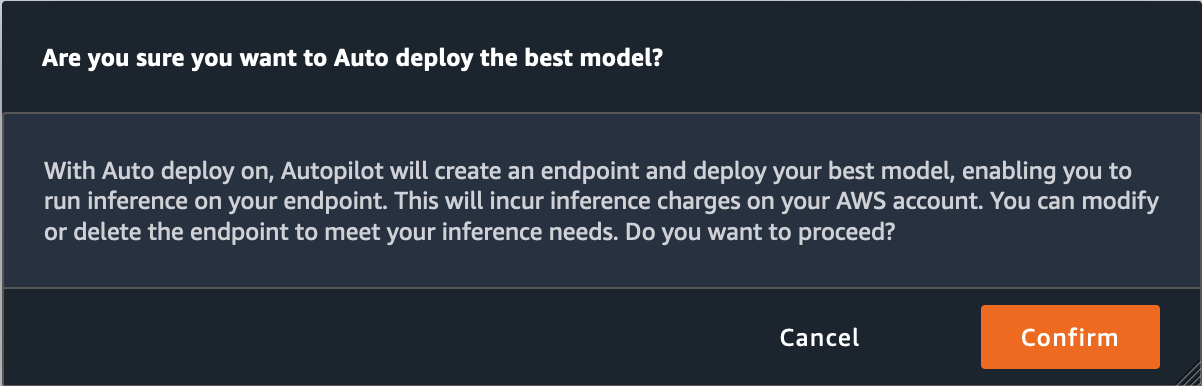 Are you sure you want to Auto deploy the best model?
With Auto deploy on, Autopilot will create an endpoint and deploy your best model, enabling you to
run inference on your endpoint. This will incur inference charges on your AWS account. You can modify
or delete the endpoint to meet your inference needs. Do you want to proceed?
Cancel
Confirm